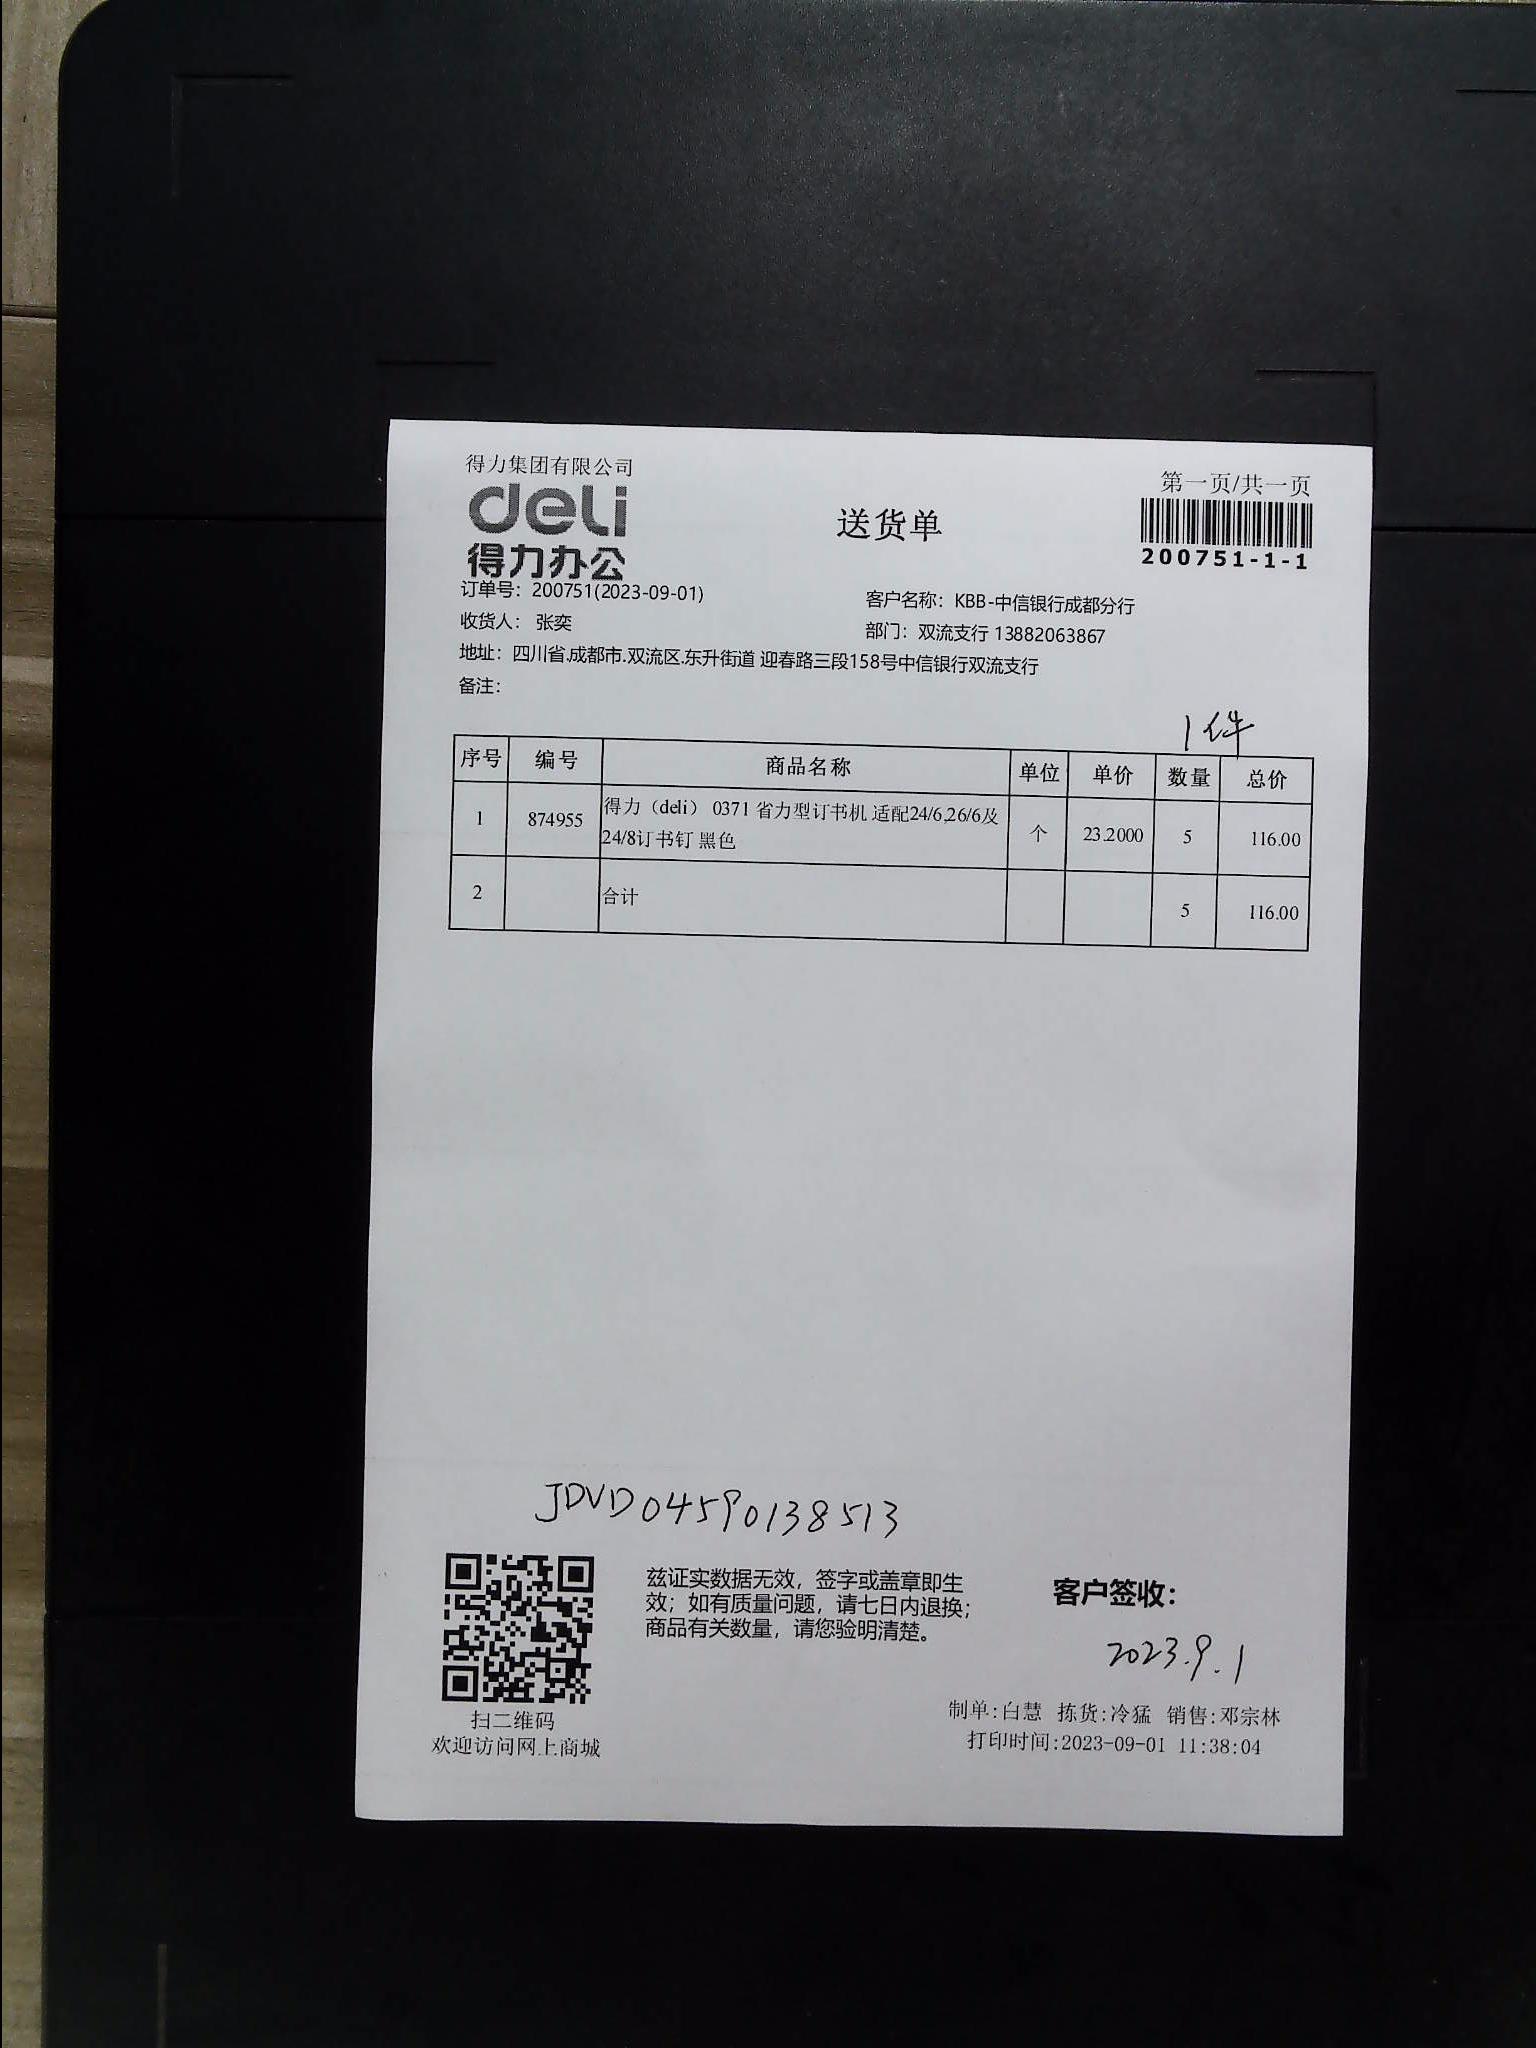 得力集团有限公司
deli
得力办公
送货单
第一页/共一页
200751-1-1
订单号：200751(2023-09-01)
客户名称：KBB-中信银行成都分行
收货人： 张奕
部门：双流支行 13882063867
地址：四川省.成都市.双流区.东升街道 迎春路三段158号中信银行双流支行
备注：
1件
序号 编号 商品名称 单位 单价 数量 总价
1 874955 得力（deli） 0371 省力型订书机 适配24/6,26/6及
24/8订书钉 黑色 个 23.2000 5 116.00
2 合计 5 116.00
JDVD04590138513
兹证实数据无效，签字或盖章即生
效；如有质量问题，请七日内退换；
商品有关数量，请您验明清楚。
客户签收：
2023.9.1
扫二维码
欢迎访问网上商城
制单:白慧 拣货:冷猛 销售:邓宗林
打印时间:2023-09-01 11:38:04